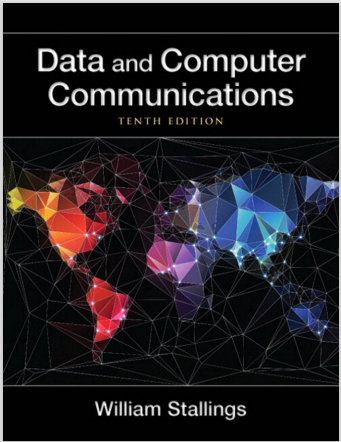 Data and Computer
Communications
TENTH EDITION
William Stallings